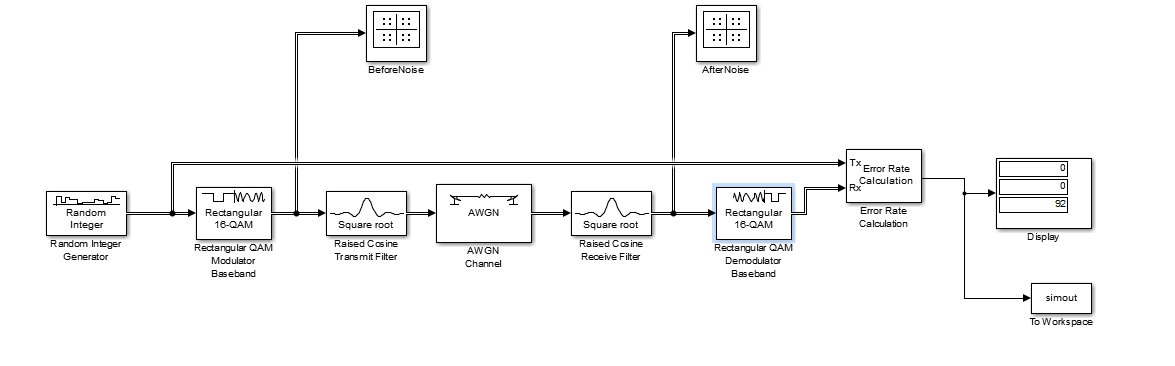 BeforeNoise
AfterNoise
Tx
Error Rate
Calculation
Rx
Error Rate
Calculation
0
0
92
Display
Random
Integer
Random Integer
Generator
Rectangular
16-QAM
Rectangular QAM
Modulator
Baseband
Square root
Raised Cosine
Transmit Filter
AWGN
AWGN
Channel
Square root
Raised Cosine
Receive Filter
Rectangular
16-QAM
Rectangular QAM
Demodulator
Baseband
simout
To Workspace